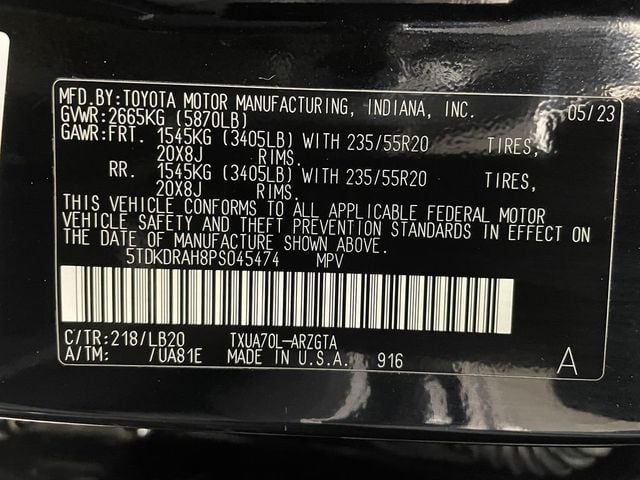 MFD.BY:TOYOTA MOTOR MANUFACTURING, INDIANA, INC. 05/23
GVWR:2665KG (5870LB)
GAWR:FRT. 1545KG (3405LB) WITH 235/55R20 TIRES,
20X8J RIMS.
RR. 1545KG (3405LB) WITH 235/55R20 TIRES,
20X8J RIMS.
THIS VEHICLE CONFORMS TO ALL APPLICABLE FEDERAL MOTOR
VEHICLE SAFETY AND THEFT PREVENTION STANDARDS IN EFFECT ON
THE DATE OF MANUFACTURE SHOWN ABOVE.
5TDKDRAH8PS045474 MPV
C/TR:218/LB20 TXUA70L-ARZGTA
A/TM: /UA81E MADE IN U.S.A. 916 A